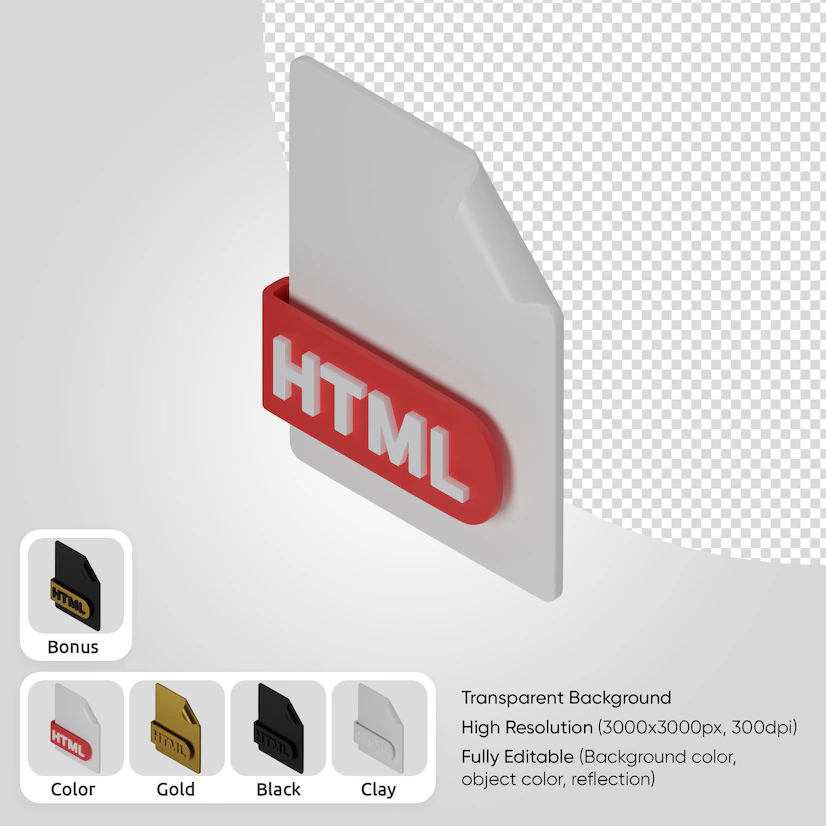 HTML
HTML
Bonus
HTML
HTML
HTML
HTML
Color
Gold
Black
Clay
Transparent Background
High Resolution (3000x3000px, 300dpi)
Fully Editable (Background color,
object color, reflection)